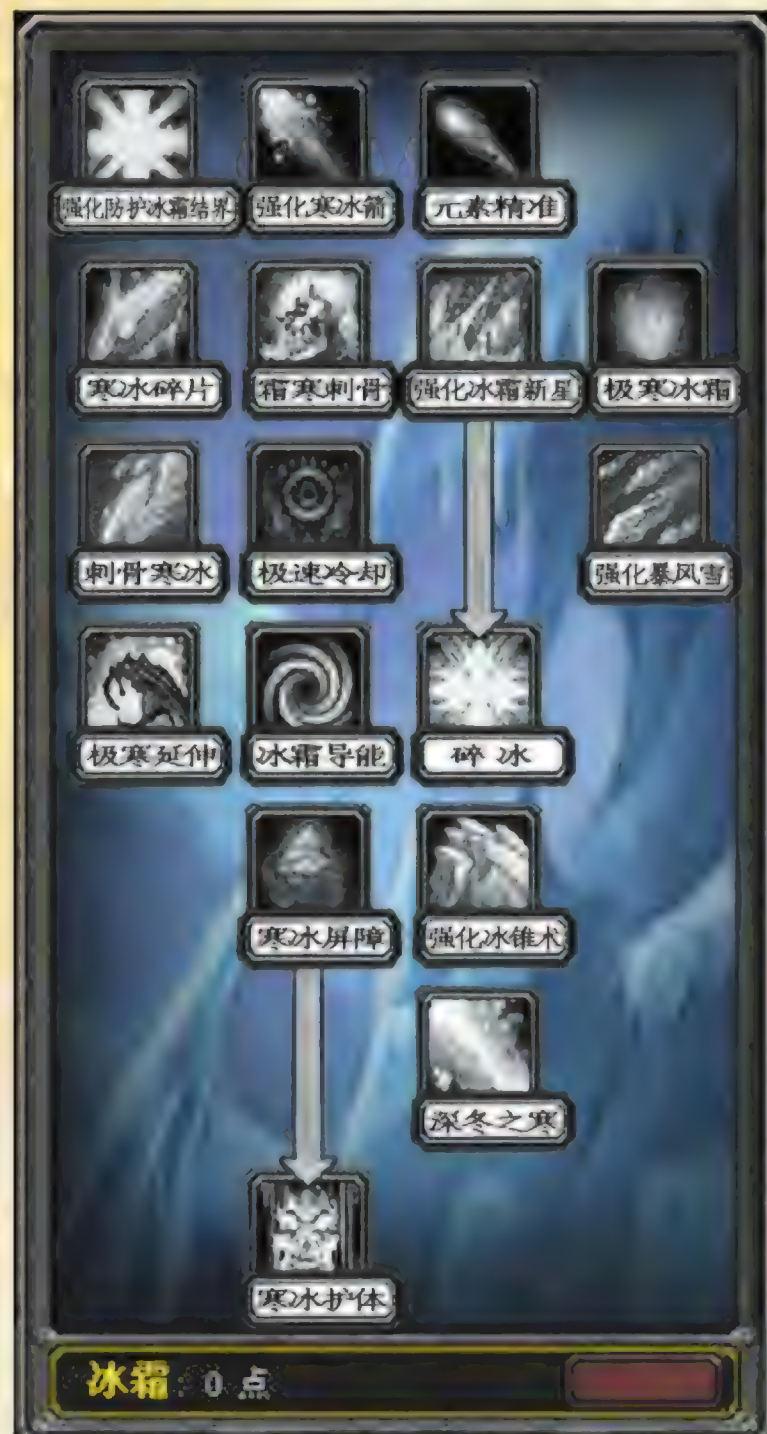 强化防护冰霜结界 强化寒冰箭 元素精准
寒冰碎片 霜寒刺骨 强化冰霜新星 极寒冰霜
刺骨寒冰 极速冷却 强化暴风雪
极寒延伸 冰霜导能 碎冰
寒冰屏障 强化冰锥术
深冬之寒
寒冰护体
冰霜: 0 点